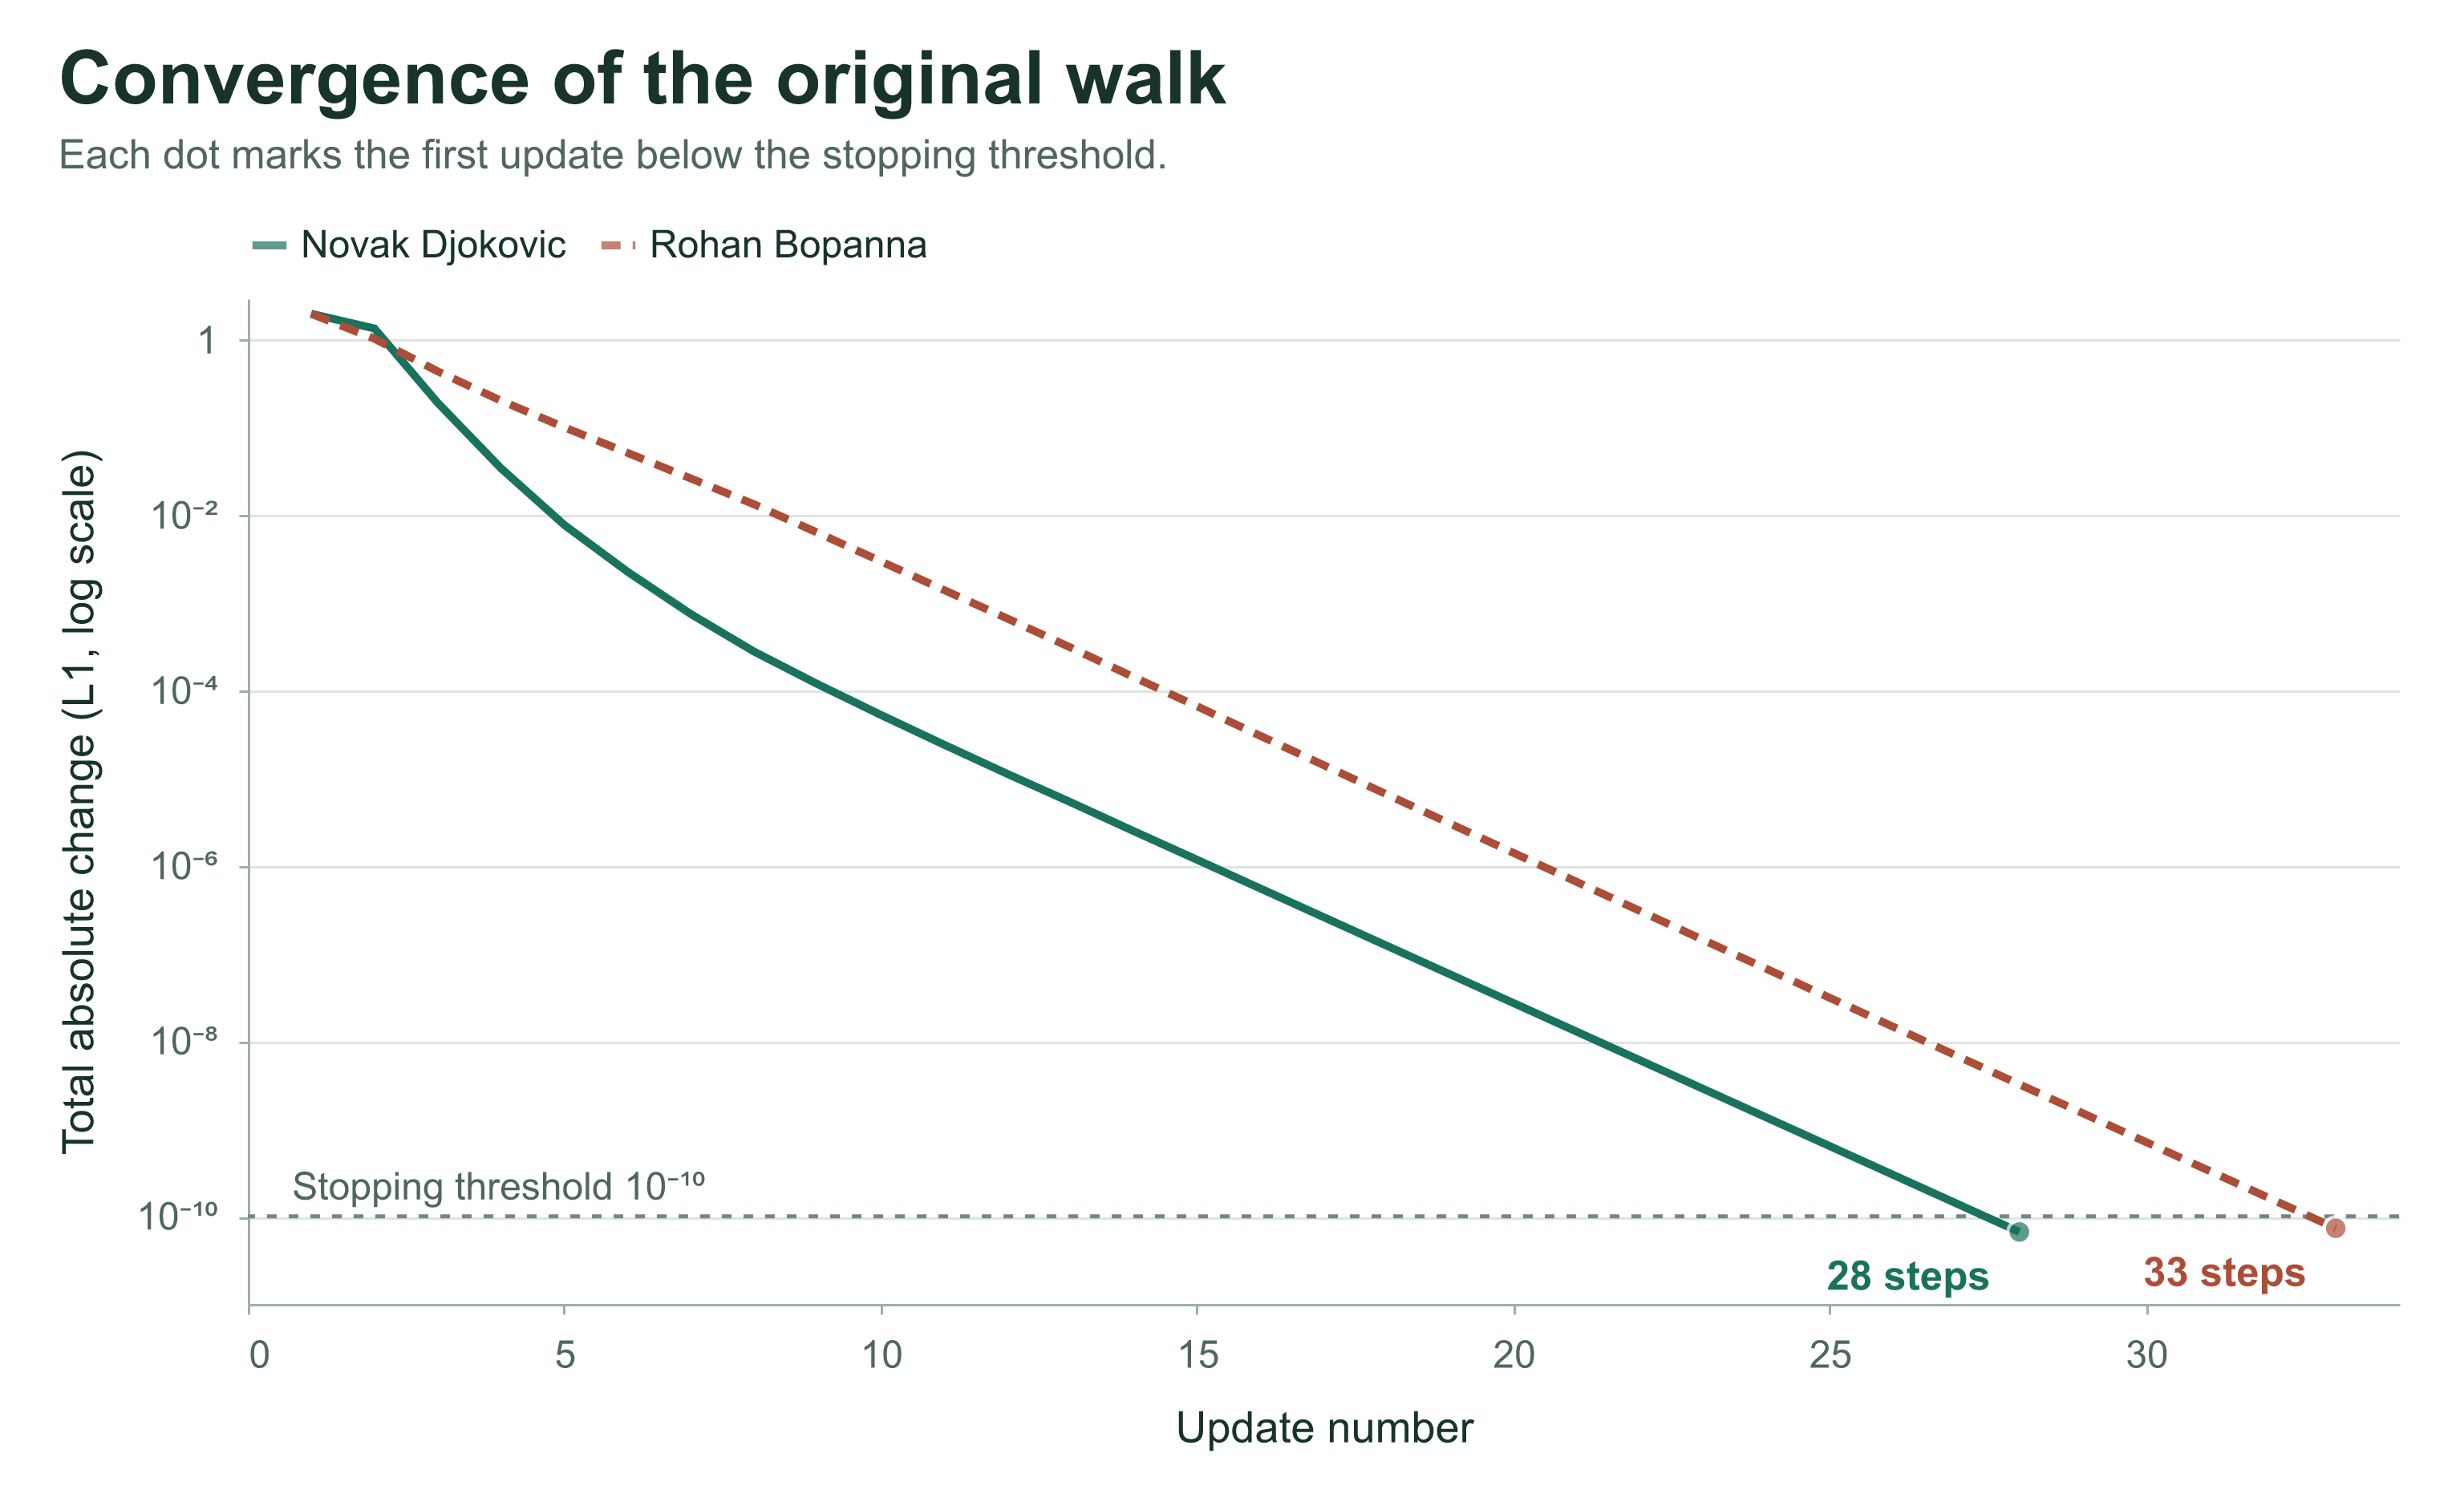 Convergence of the original walk
Each dot marks the first update below the stopping threshold.
Novak Djokovic
Rohan Bopanna
Total absolute change (L1, log scale)
1
10⁻²
10⁻⁴
10⁻⁶
10⁻⁸
10⁻¹⁰
Stopping threshold 10⁻¹⁰
28 steps
33 steps
0 5 10 15 20 25 30
Update number